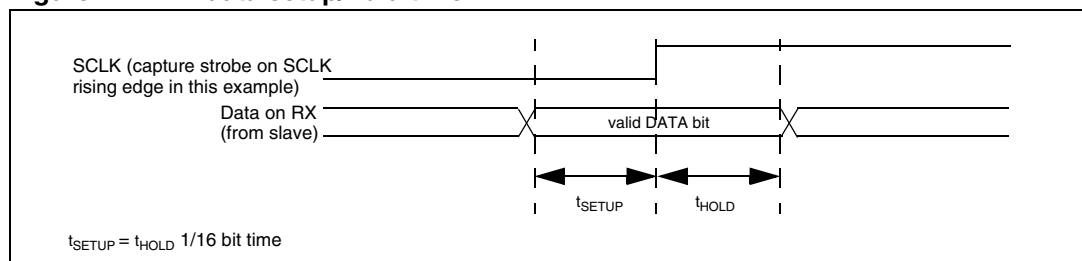 SCLK (capture strobe on SCLK
rising edge in this example)
Data on RX
(from slave)
valid DATA bit
tSETUP
tHOLD
tSETUP = tHOLD 1/16 bit time